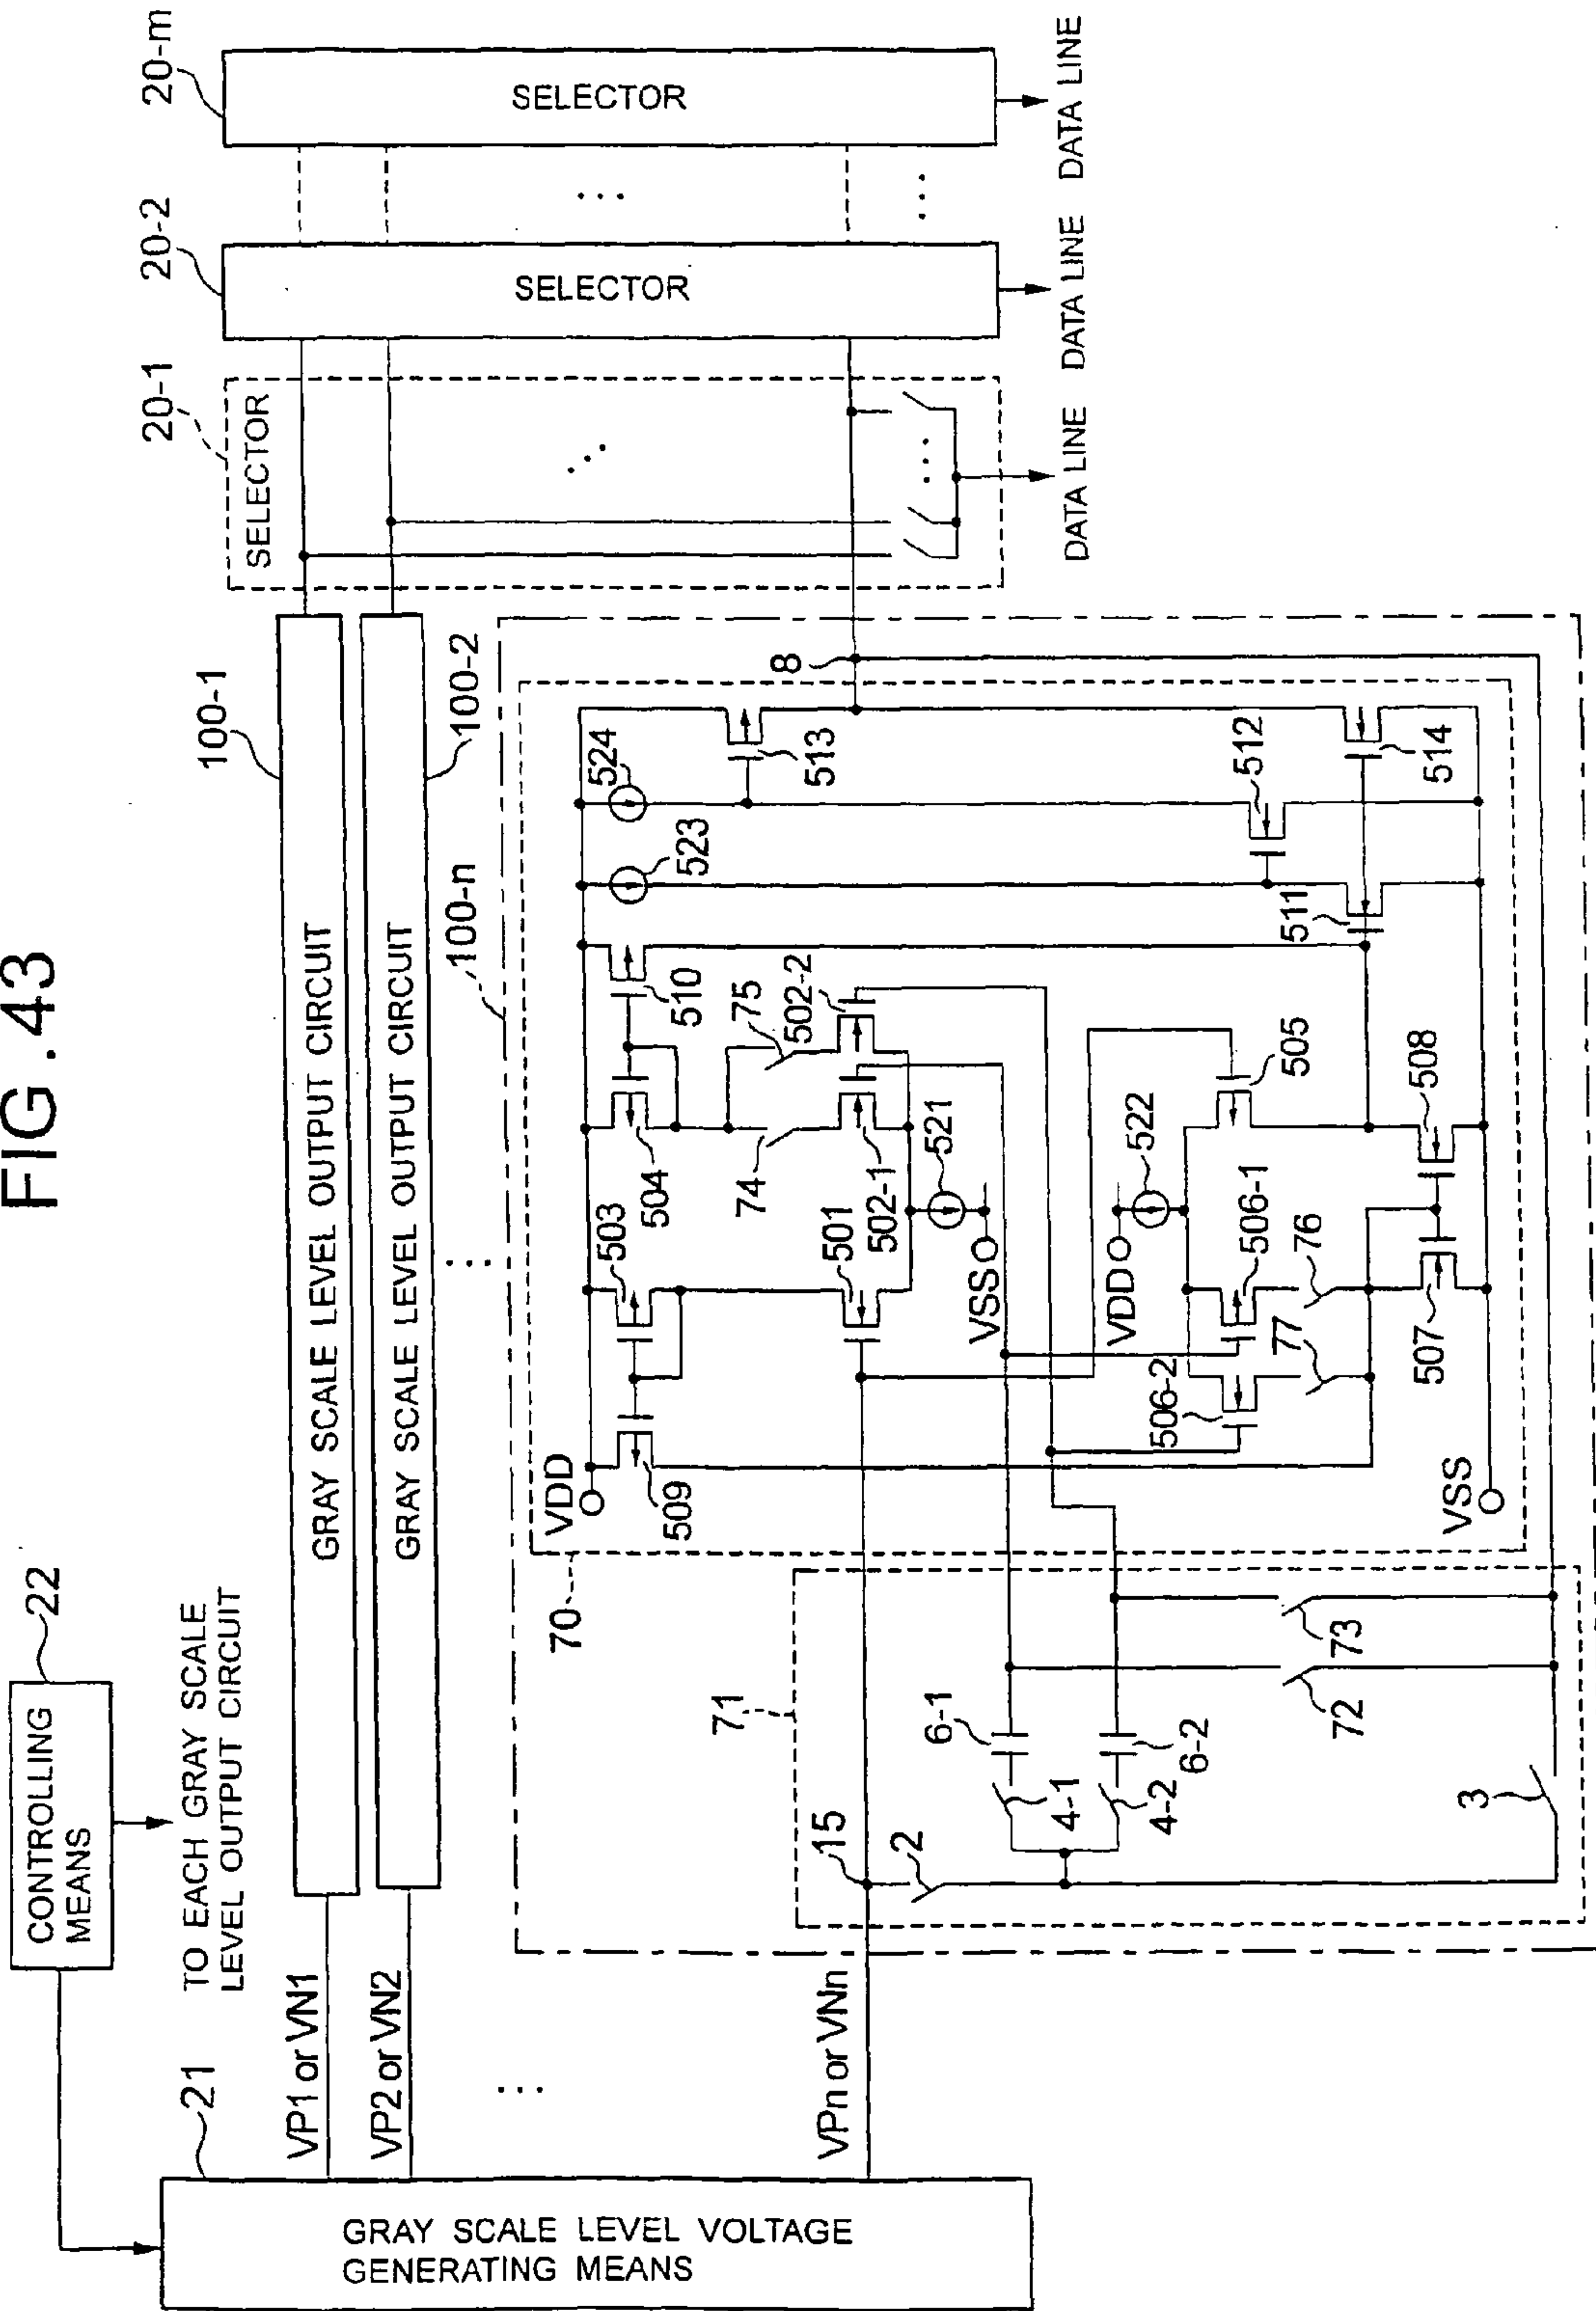 FIG.43
CONTROLLING
MEANS
22
TO EACH GRAY SCALE
LEVEL OUTPUT CIRCUIT
21
GRAY SCALE LEVEL VOLTAGE
GENERATING MEANS
VP1 or VN1
VP2 or VN2
...
VPn or VNn
GRAY SCALE LEVEL OUTPUT CIRCUIT
100-1
GRAY SCALE LEVEL OUTPUT CIRCUIT
100-2
...
100-n
20-1
SELECTOR
...
...
DATA LINE
20-2
SELECTOR
DATA LINE
...
...
20-m
SELECTOR
DATA LINE
70
VDD
509
503
504
510
523
524
513
8
74
75
502-2
501
502-1
521
VSS
VDD
522
505
511
512
514
506-2
506-1
77
76
507
508
VSS
71
15
2
6-1
4-1
6-2
4-2
72
73
3